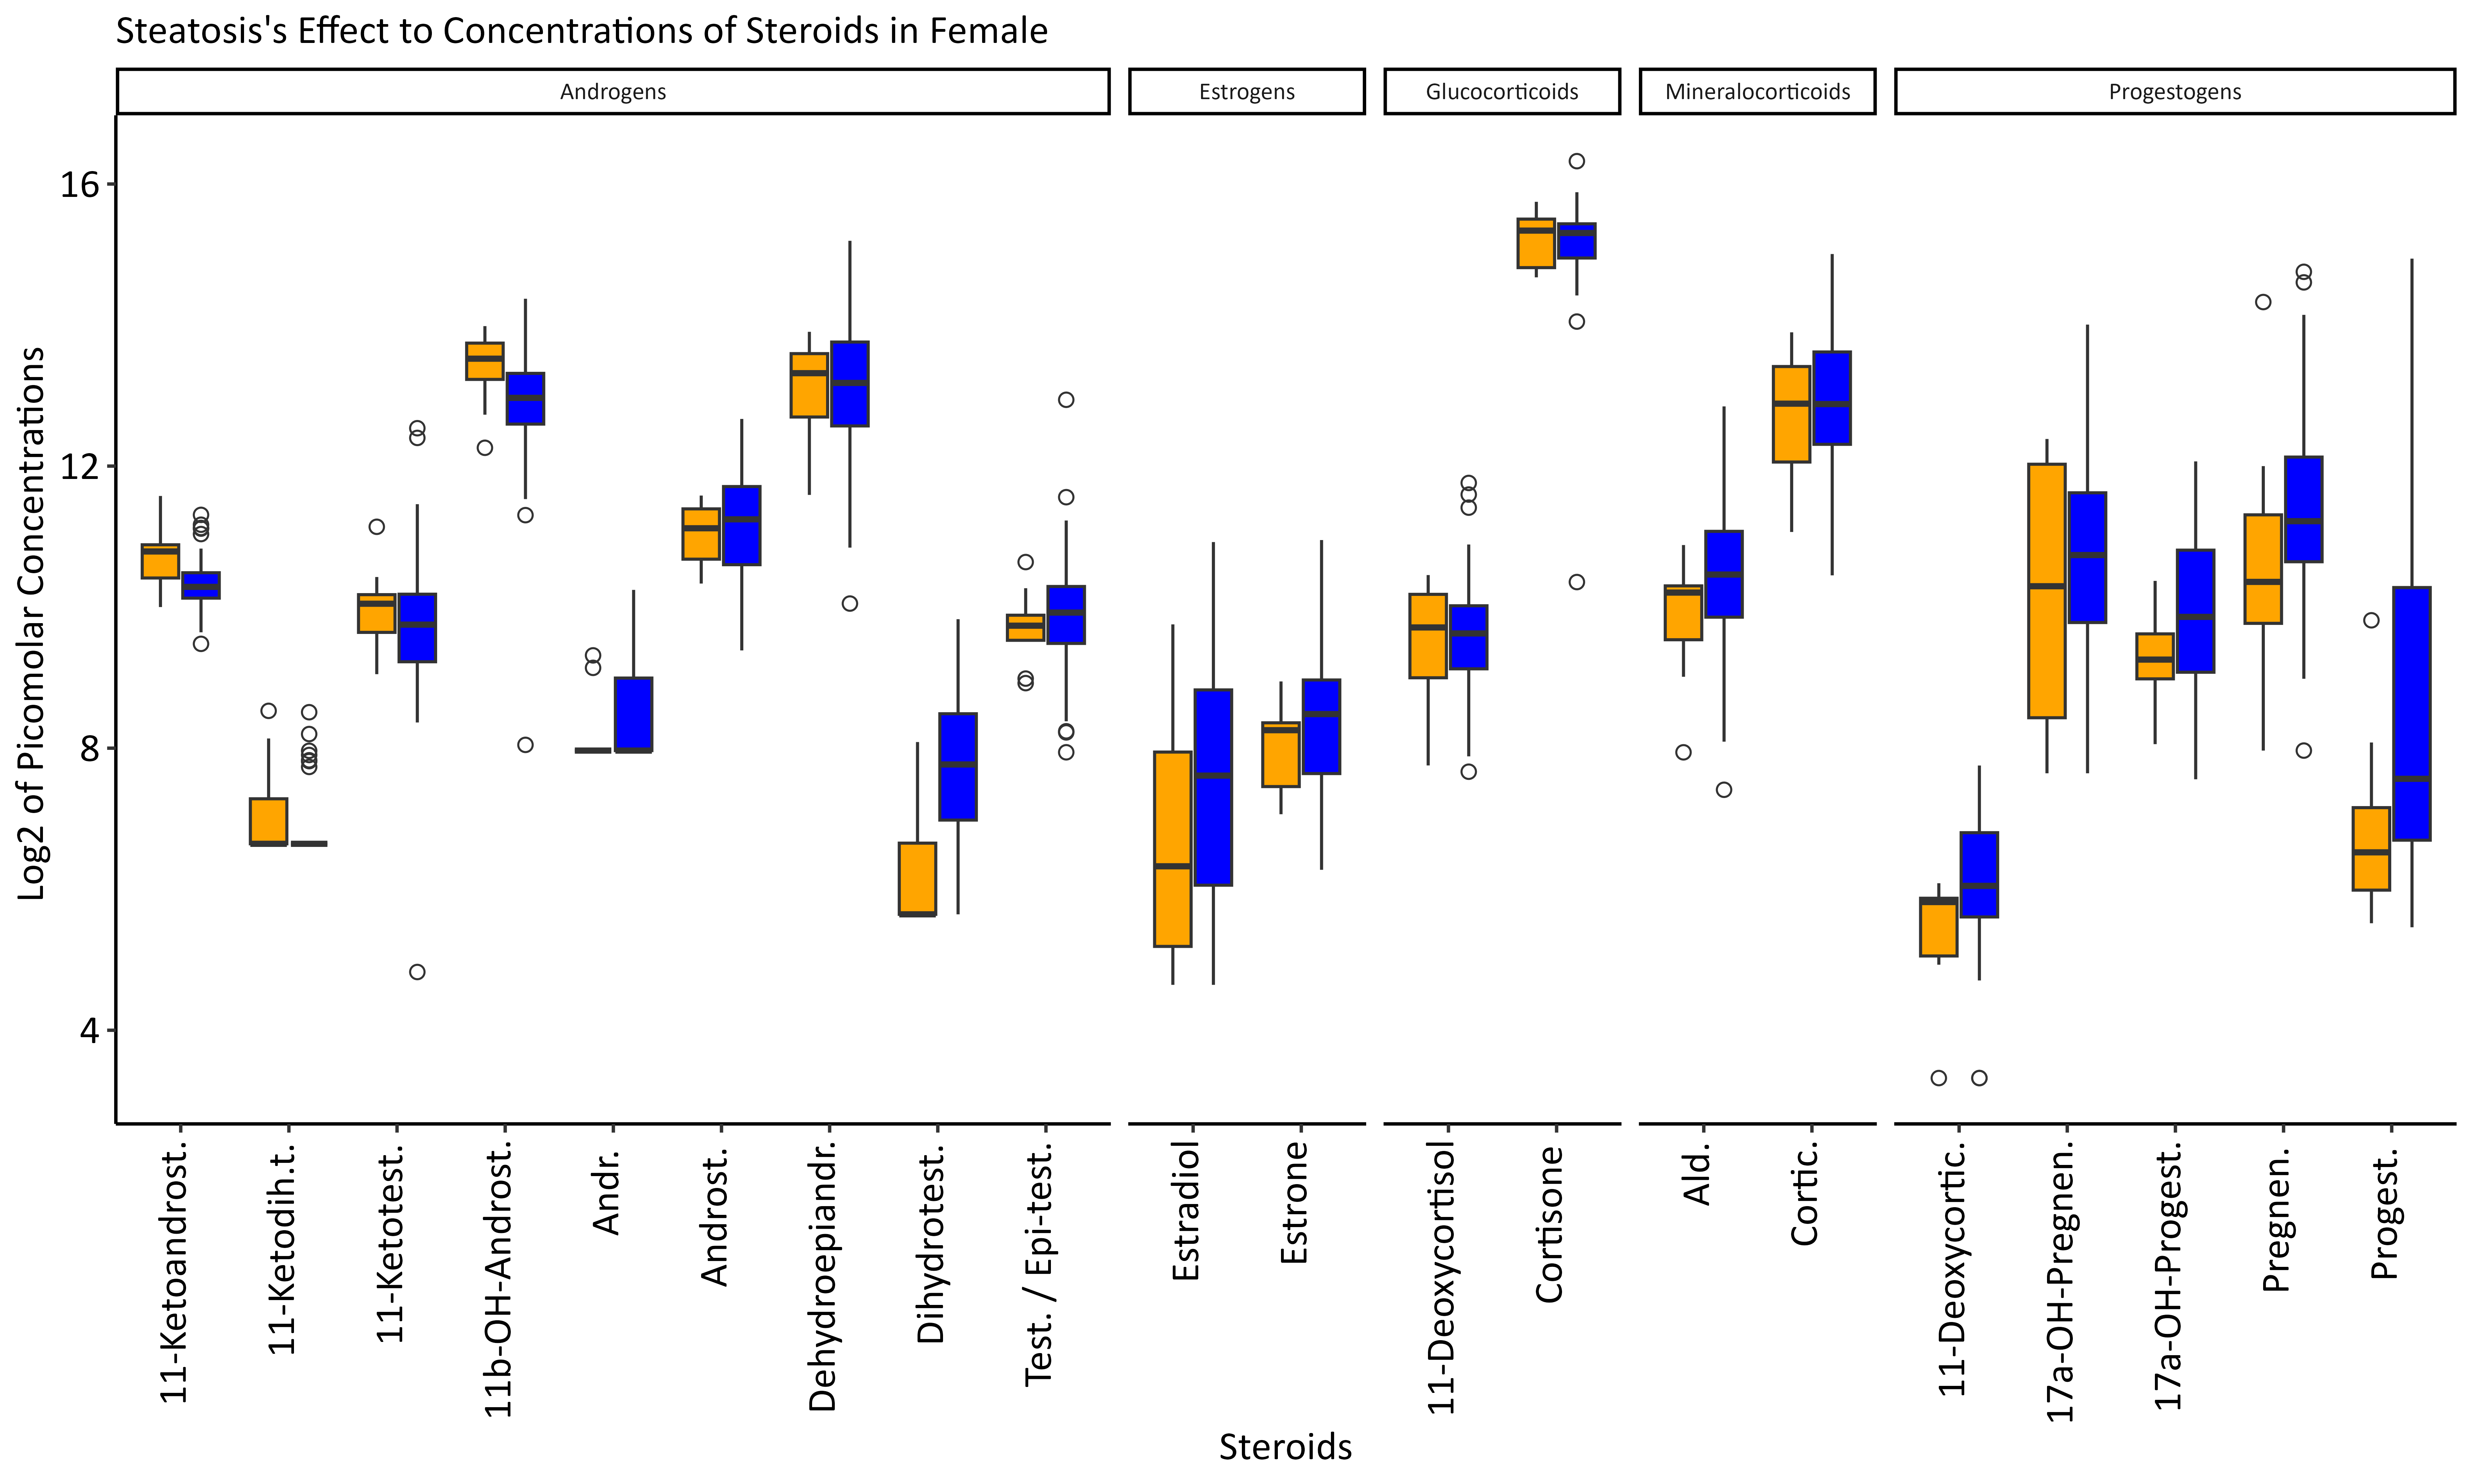 Steatosis's Effect to Concentrations of Steroids in Female
Androgens
Estrogens
Glucocorticoids
Mineralocorticoids
Progestogens
Log2 of Picomolar Concentrations
16
12
8
4
11-Ketoandrost.
11-Ketodih.t.
11-Ketotest.
11b-OH-Androst.
Andr.
Androst.
Dehydroepiandr.
Dihydrotest.
Test. / Epi-test.
Estradiol
Estrone
11-Deoxycortisol
Cortisone
Ald.
Cortic.
11-Deoxycortic.
17a-OH-Pregnen.
17a-OH-Progest.
Pregnen.
Progest.
Steroids